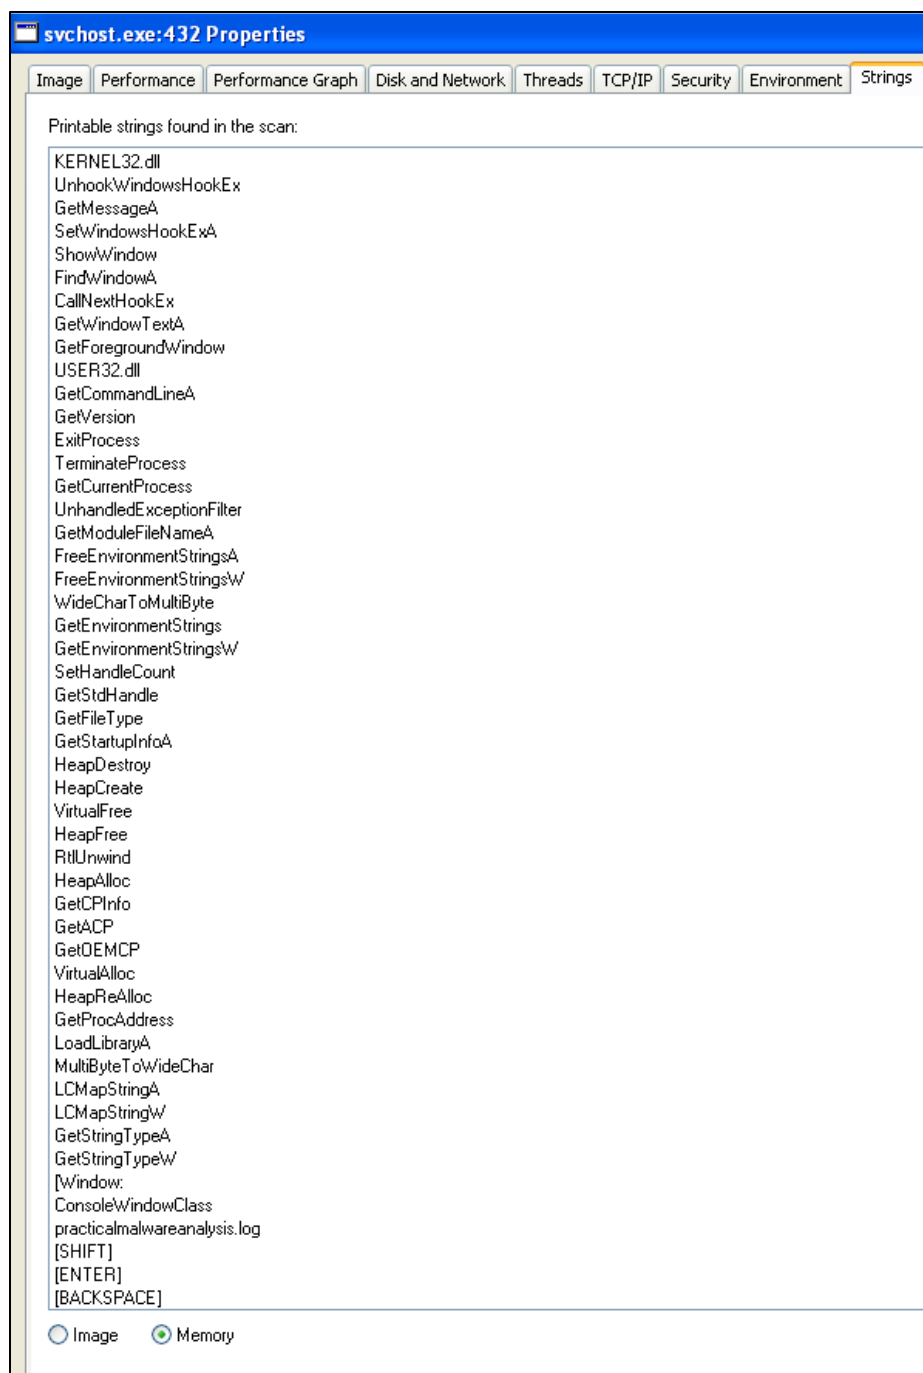 svchost.exe:432 Properties
Image Performance Performance Graph Disk and Network Threads TCP/IP Security Environment Strings
Printable strings found in the scan:
KERNEL32.dll
UnhookWindowsHookEx
GetMessageA
SetWindowsHookExA
ShowWindow
FindWindowA
CallNextHookEx
GetWindowTextA
GetForegroundWindow
USER32.dll
GetCommandLineA
GetVersion
ExitProcess
TerminateProcess
GetCurrentProcess
UnhandledExceptionFilter
GetModuleFileNameA
FreeEnvironmentStringsA
FreeEnvironmentStringsW
WideCharToMultiByte
GetEnvironmentStrings
GetEnvironmentStringsW
SetHandleCount
GetStdHandle
GetFileType
GetStartupInfoA
HeapDestroy
HeapCreate
VirtualFree
HeapFree
RtlUnwind
HeapAlloc
GetCPInfo
GetACP
GetOEMCP
VirtualAlloc
HeapReAlloc
GetProcAddress
LoadLibraryA
MultiByteToWideChar
LCMapStringA
LCMapStringW
GetStringTypeA
GetStringTypeW
[Window:
ConsoleWindowClass
practicalmalwareanalysis.log
[SHIFT]
[ENTER]
[BACKSPACE]
Image Memory